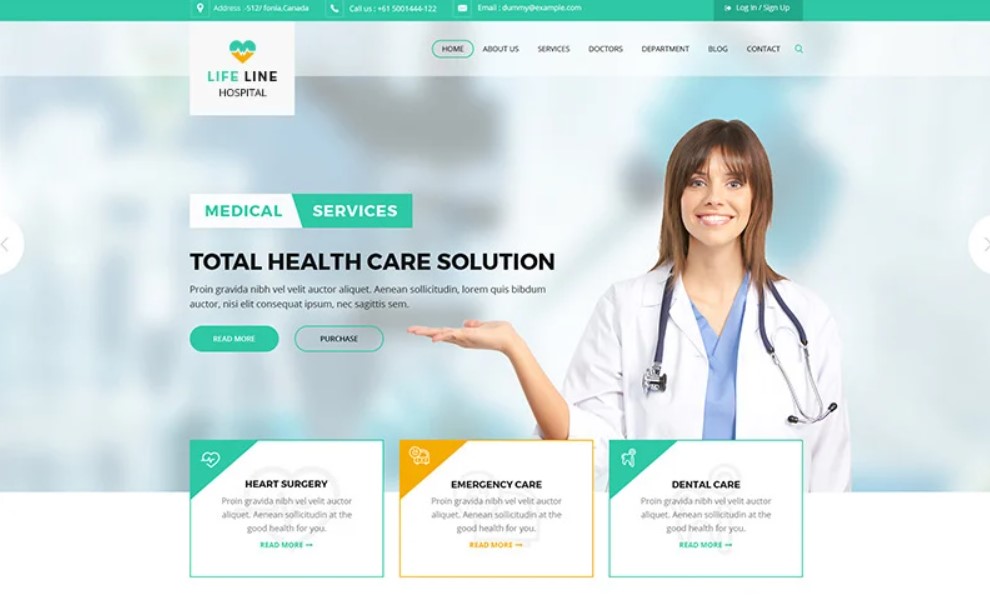 Address :-512/ fonia,Canada
Call us : +61 5001444-122
Email : dummy@example.com
Log In / Sign Up
LIFE LINE
HOSPITAL
HOME
ABOUT US
SERVICES
DOCTORS
DEPARTMENT
BLOG
CONTACT
MEDICAL SERVICES
TOTAL HEALTH CARE SOLUTION
Proin gravida nibh vel velit auctor aliquet. Aenean sollicitudin, lorem quis bibdum
auctor, nisi elit consequat ipsum, nec sagittis sem.
READ MORE
PURCHASE
HEART SURGERY
Proin gravida nibh vel velit auctor
aliquet. Aenean sollicitudin at the
good health for you.
READ MORE
EMERGENCY CARE
Proin gravida nibh vel velit auctor
aliquet. Aenean sollicitudin at the
good health for you.
READ MORE
DENTAL CARE
Proin gravida nibh vel velit auctor
aliquet. Aenean sollicitudin at the
good health for you.
READ MORE